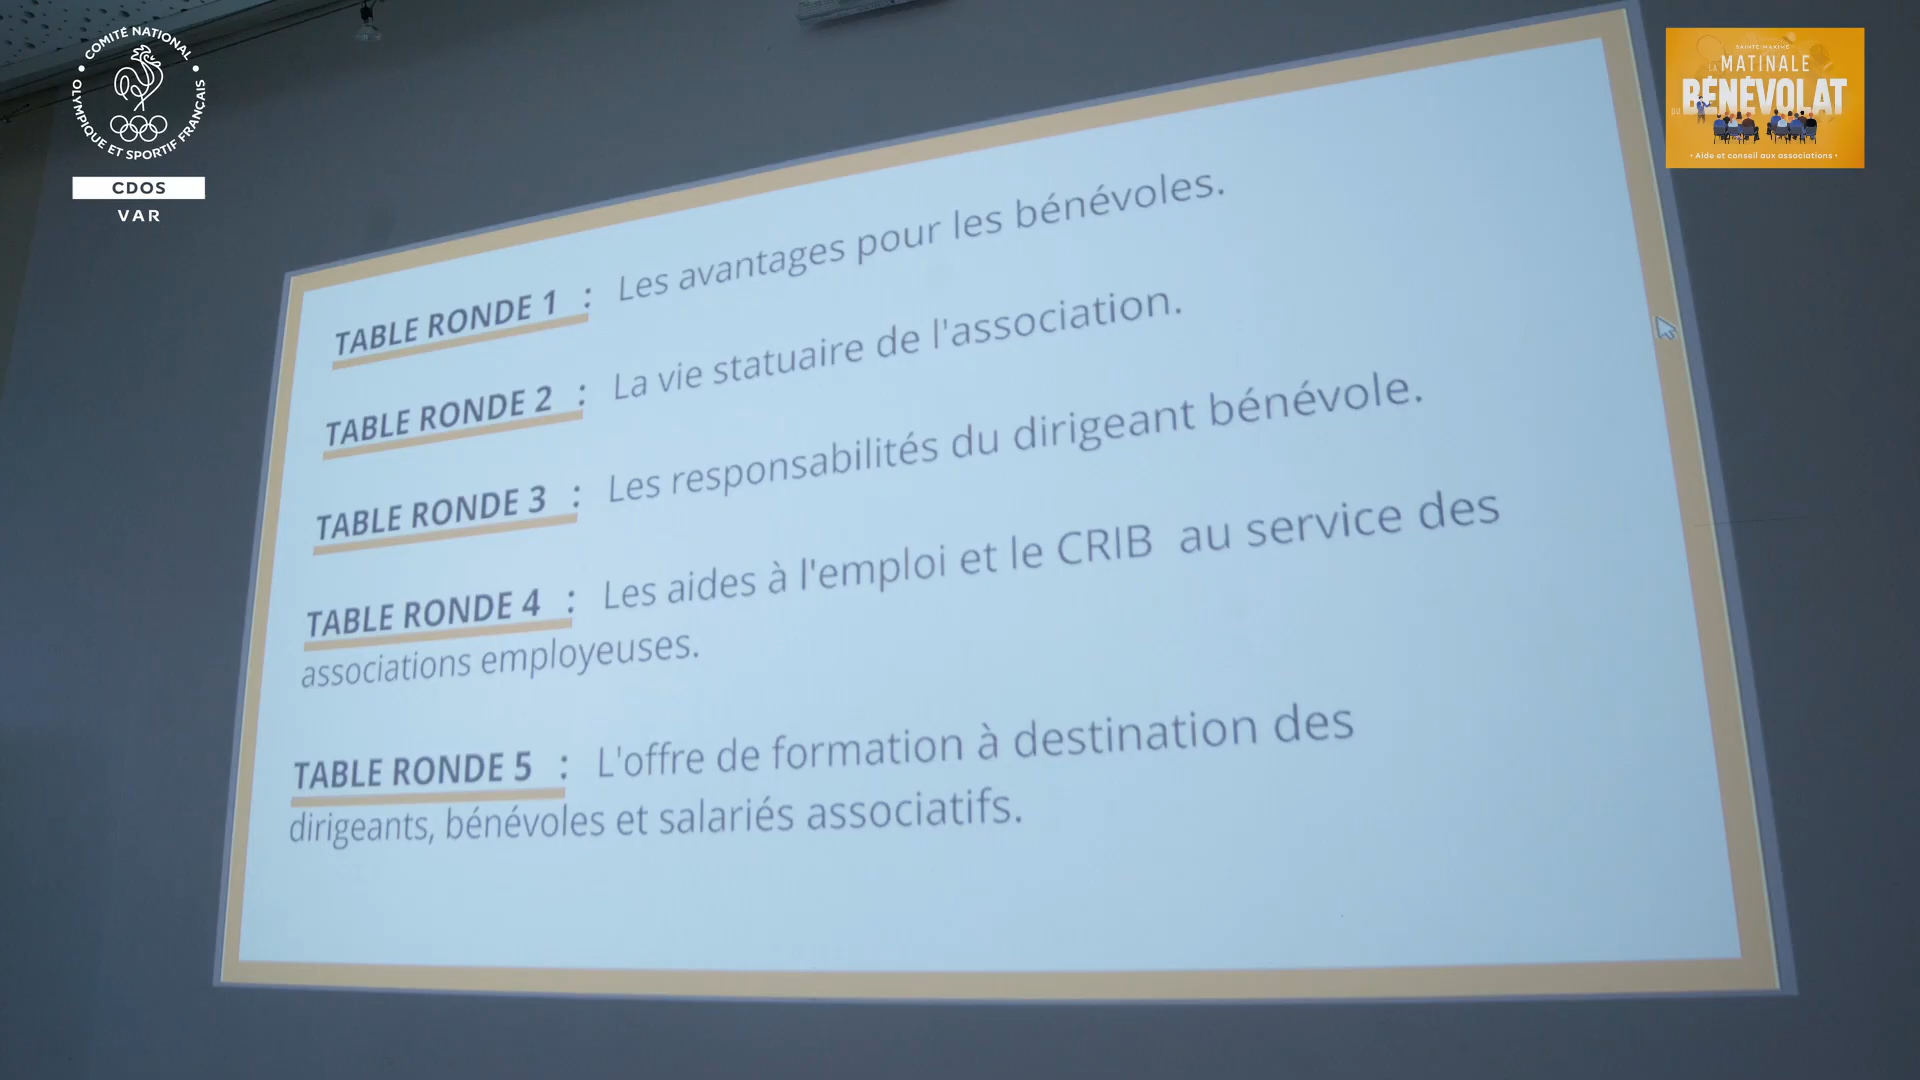 COMITÉ NATIONAL
OLYMPIQUE ET SPORTIF FRANÇAIS
CDOS
VAR
SAINTE-MAXIME
LA MATINALE
DU BÉNÉVOLAT
• Aide et conseil aux associations •
TABLE RONDE 1 : Les avantages pour les bénévoles.
TABLE RONDE 2 : La vie statuaire de l'association.
TABLE RONDE 3 : Les responsabilités du dirigeant bénévole.
TABLE RONDE 4 : Les aides à l'emploi et le CRIB au service des
associations employeuses.
TABLE RONDE 5 : L'offre de formation à destination des
dirigeants, bénévoles et salariés associatifs.